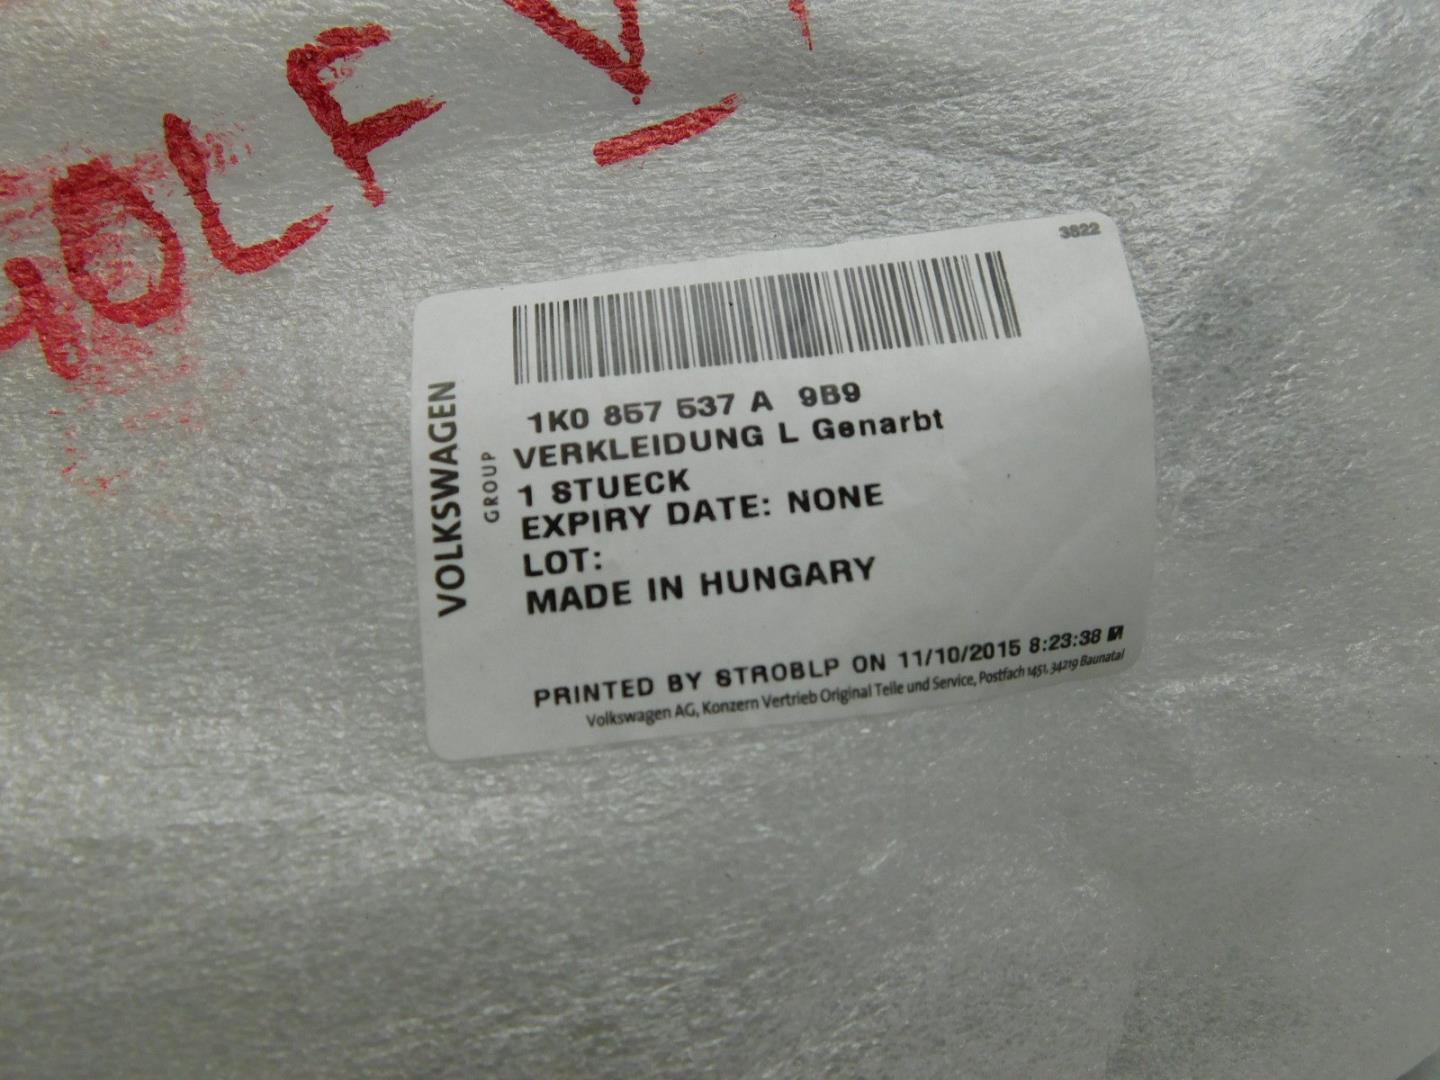 GOLF V
3822
1K0 857 537 A 9B9
VERKLEIDUNG L Genarbt
1 STUECK
EXPIRY DATE: NONE
LOT:
MADE IN HUNGARY
PRINTED BY STROBLP ON 11/10/2015 8:23:38
Volkswagen AG, Konzern Vertrieb Original Teile und Service, Postfach 1451, 34219 Baunatal
VOLKSWAGEN
GROUP